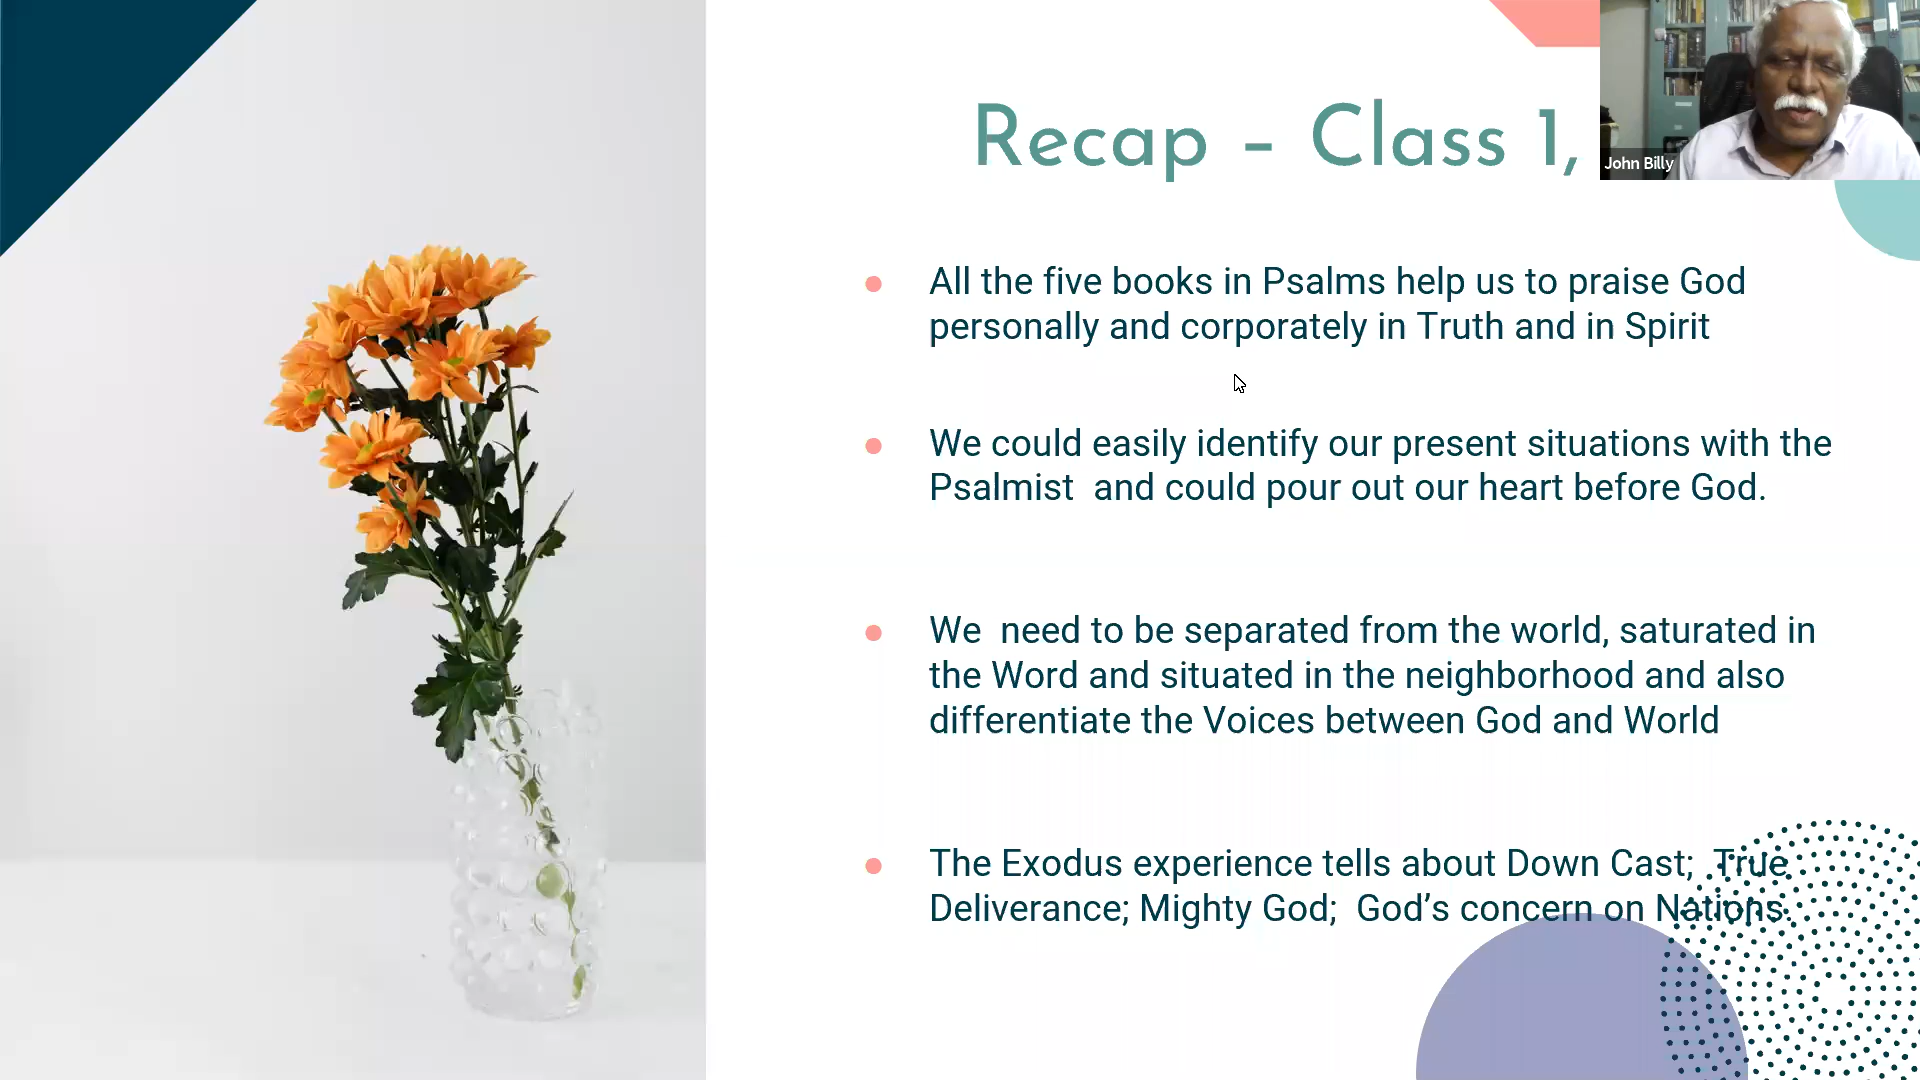 Recap – Class 1,
John Billy
All the five books in Psalms help us to praise God
personally and corporately in Truth and in Spirit
We could easily identify our present situations with the
Psalmist  and could pour out our heart before God.
We  need to be separated from the world, saturated in
the Word and situated in the neighborhood and also
differentiate the Voices between God and World
The Exodus experience tells about Down Cast;  True
Deliverance; Mighty God;  God’s concern on Nations.